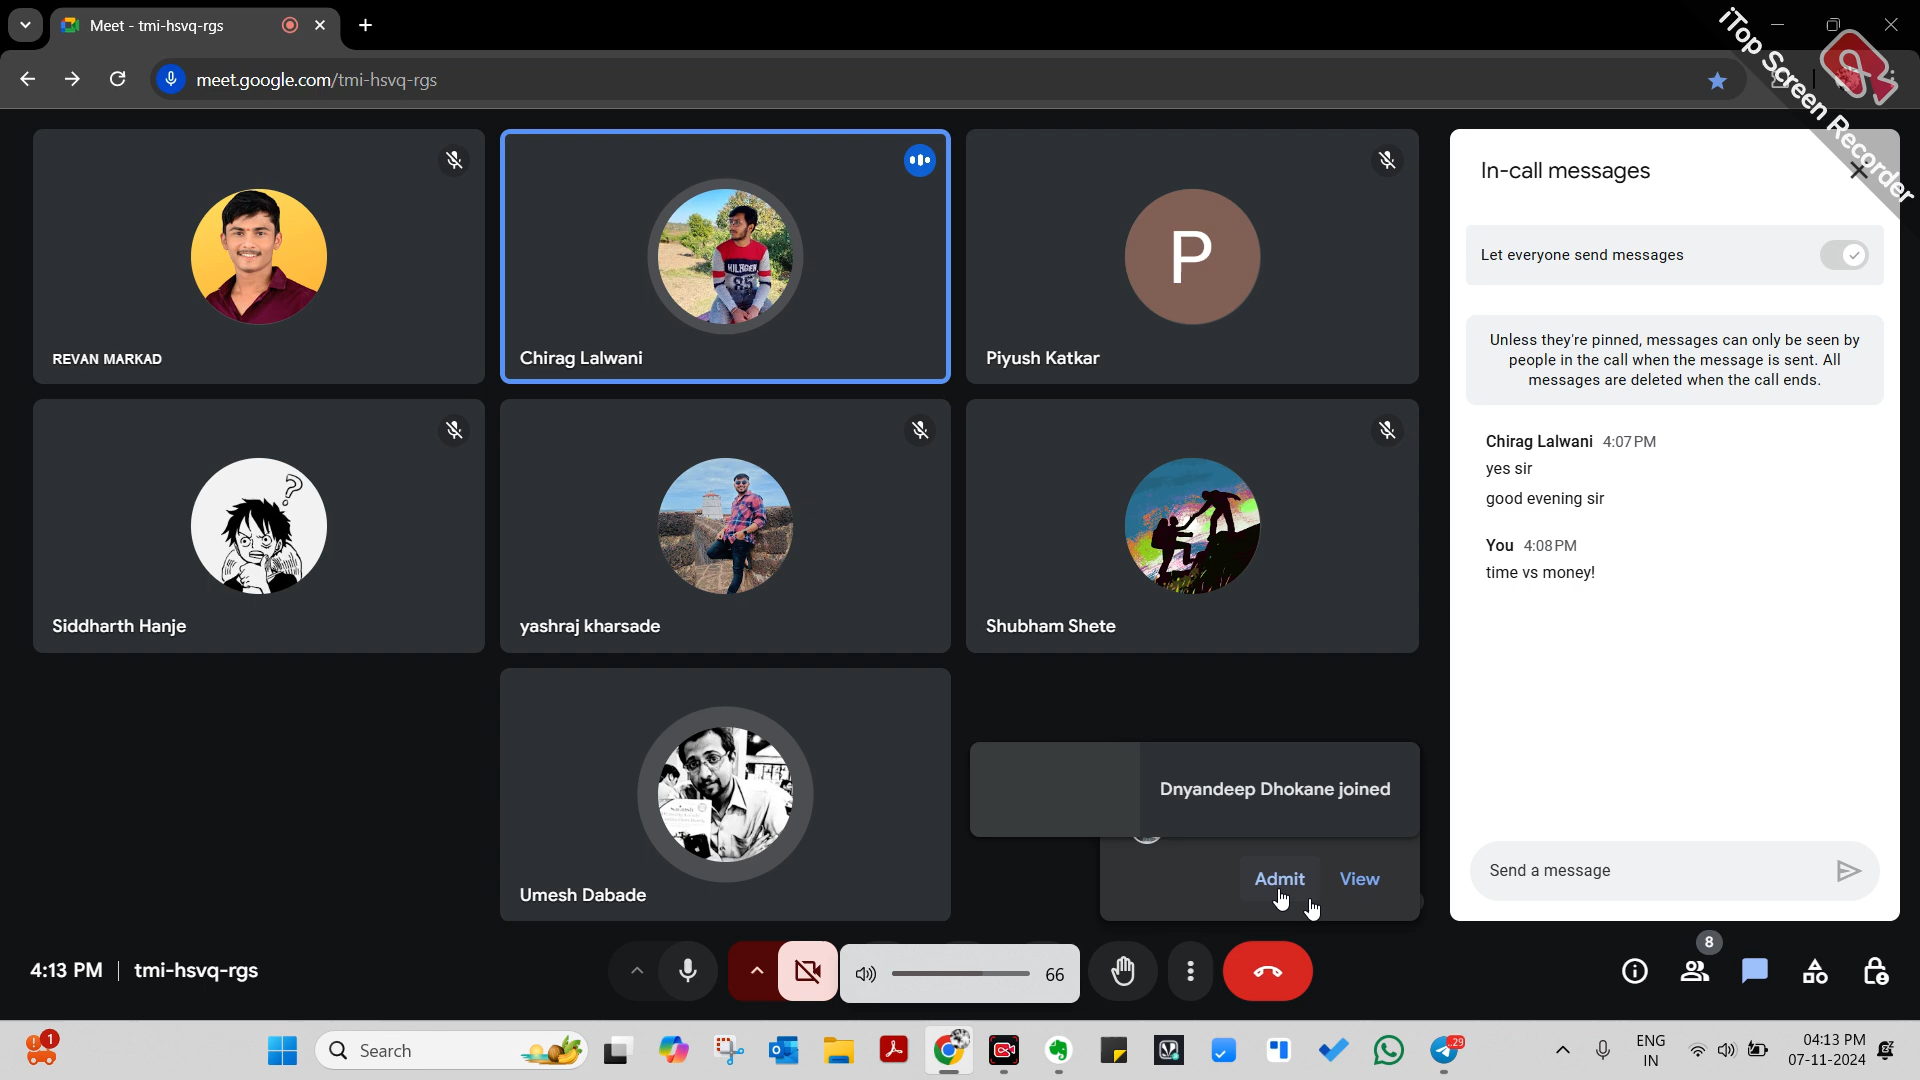 Meet - tmi-hsvq-rgs
meet.google.com/tmi-hsvq-rgs
iTop Screen Recorder
REVAN MARKAD
HILFIGER
85
Chirag Lalwani
P
Piyush Katkar
?
Siddharth Hanje
yashraj kharsade
Shubham Shete
Umesh Dabade
Dnyandeep Dhokane joined
Admit View
In-call messages
Let everyone send messages
Unless they're pinned, messages can only be seen by
people in the call when the message is sent. All
messages are deleted when the call ends.
Chirag Lalwani 4:07 PM
yes sir
good evening sir
You 4:08 PM
time vs money!
Send a message
4:13 PM tmi-hsvq-rgs
66
8
1
Search
29
ENG
IN
04:13 PM
07-11-2024